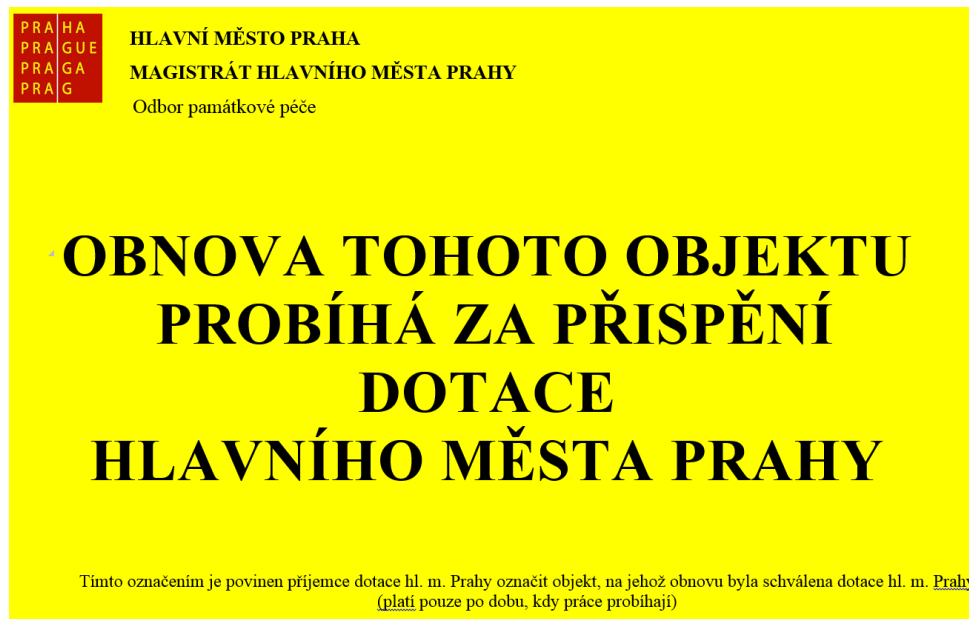 PRAHA
PRAGUE
PRAGA
PRAG
HLAVNÍ MĚSTO PRAHA
MAGISTRÁT HLAVNÍHO MĚSTA PRAHY
Odbor památkové péče
OBNOVA TOHOTO OBJEKTU
PROBÍHÁ ZA PŘISPĚNÍ
DOTACE
HLAVNÍHO MĚSTA PRAHY
Tímto označením je povinen příjemce dotace hl. m. Prahy označit objekt, na jehož obnovu byla schválena dotace hl. m. Prahy
(platí pouze po dobu, kdy práce probíhají)